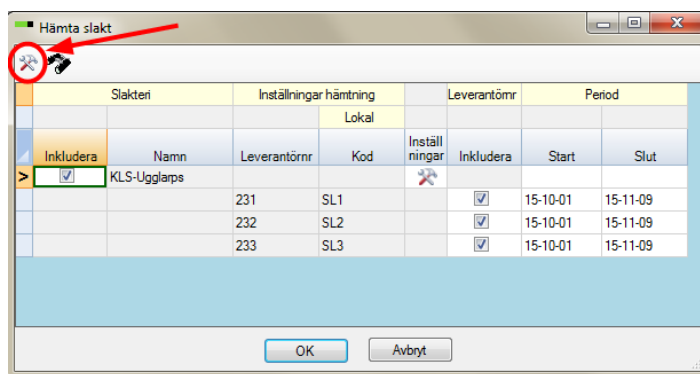 Hämta slakt
Slakteri Inställningar hämtning Leverantörnr Period
Lokal
Inkludera Namn Leverantörnr Kod Inställ
ningar Inkludera Start Slut
KLS-Ugglarps
231 SL1 15-10-01 15-11-09
232 SL2 15-10-01 15-11-09
233 SL3 15-10-01 15-11-09
OK Avbryt